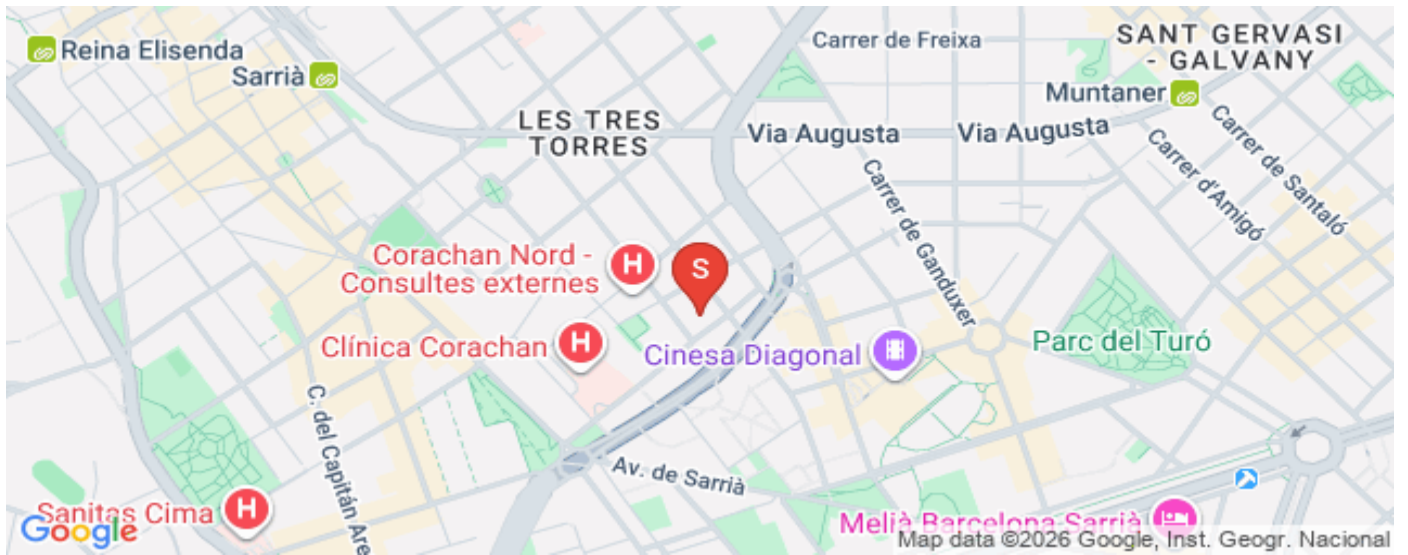 Reina Elisenda
Sarrià
LES TRES
TORRES
Carrer de Freixa
SANT GERVASI
- GALVANY
Muntaner
Via Augusta
Via Augusta
Carrer de Santaló
Carrer d'Amigó
Carrer de Ganduxer
Corachan Nord -
Consultes externes
H
S
Clínica Corachan
H
Cinesa Diagonal
Parc del Turó
C. del Capitán Are
Av. de Sarrià
Sanitas Cima
H
Melià Barcelona Sarrià
Google
Map data ©2026 Google, Inst. Geogr. Nacional